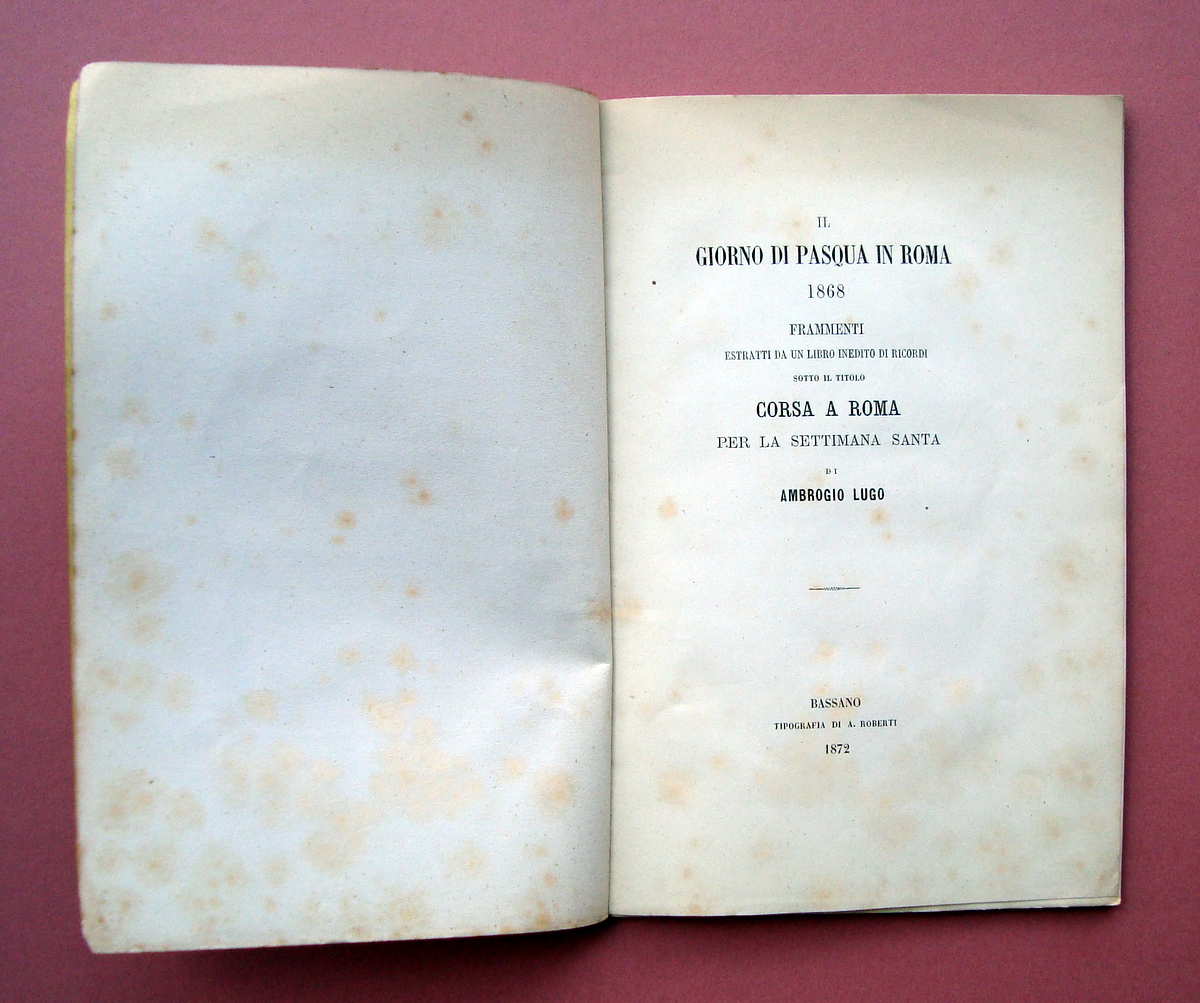 IL
GIORNO DI PASQUA IN ROMA
1868
FRAMMENTI
ESTRATTI DA UN LIBRO INEDITO DI RICORDI
SOTTO IL TITOLO
CORSA A ROMA
PER LA SETTIMANA SANTA
DI
AMBROGIO LUGO
BASSANO
TIPOGRAFIA DI A. ROBERTI
1872